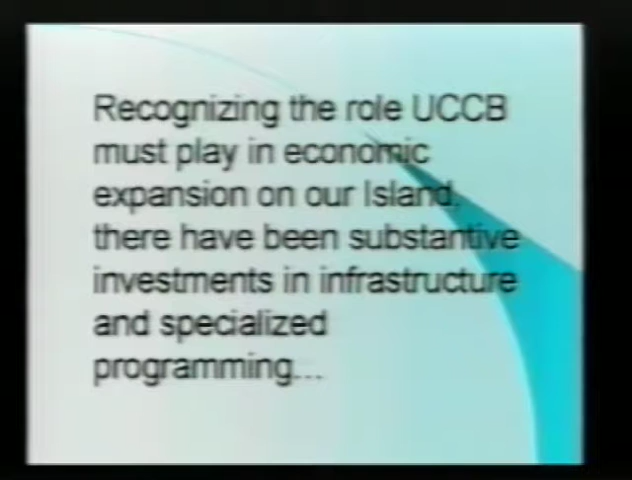 Recognizing the role UCCB
must play in economic
expansion on our Island,
there have been substantive
investments in infrastructure
and specialized
programming...